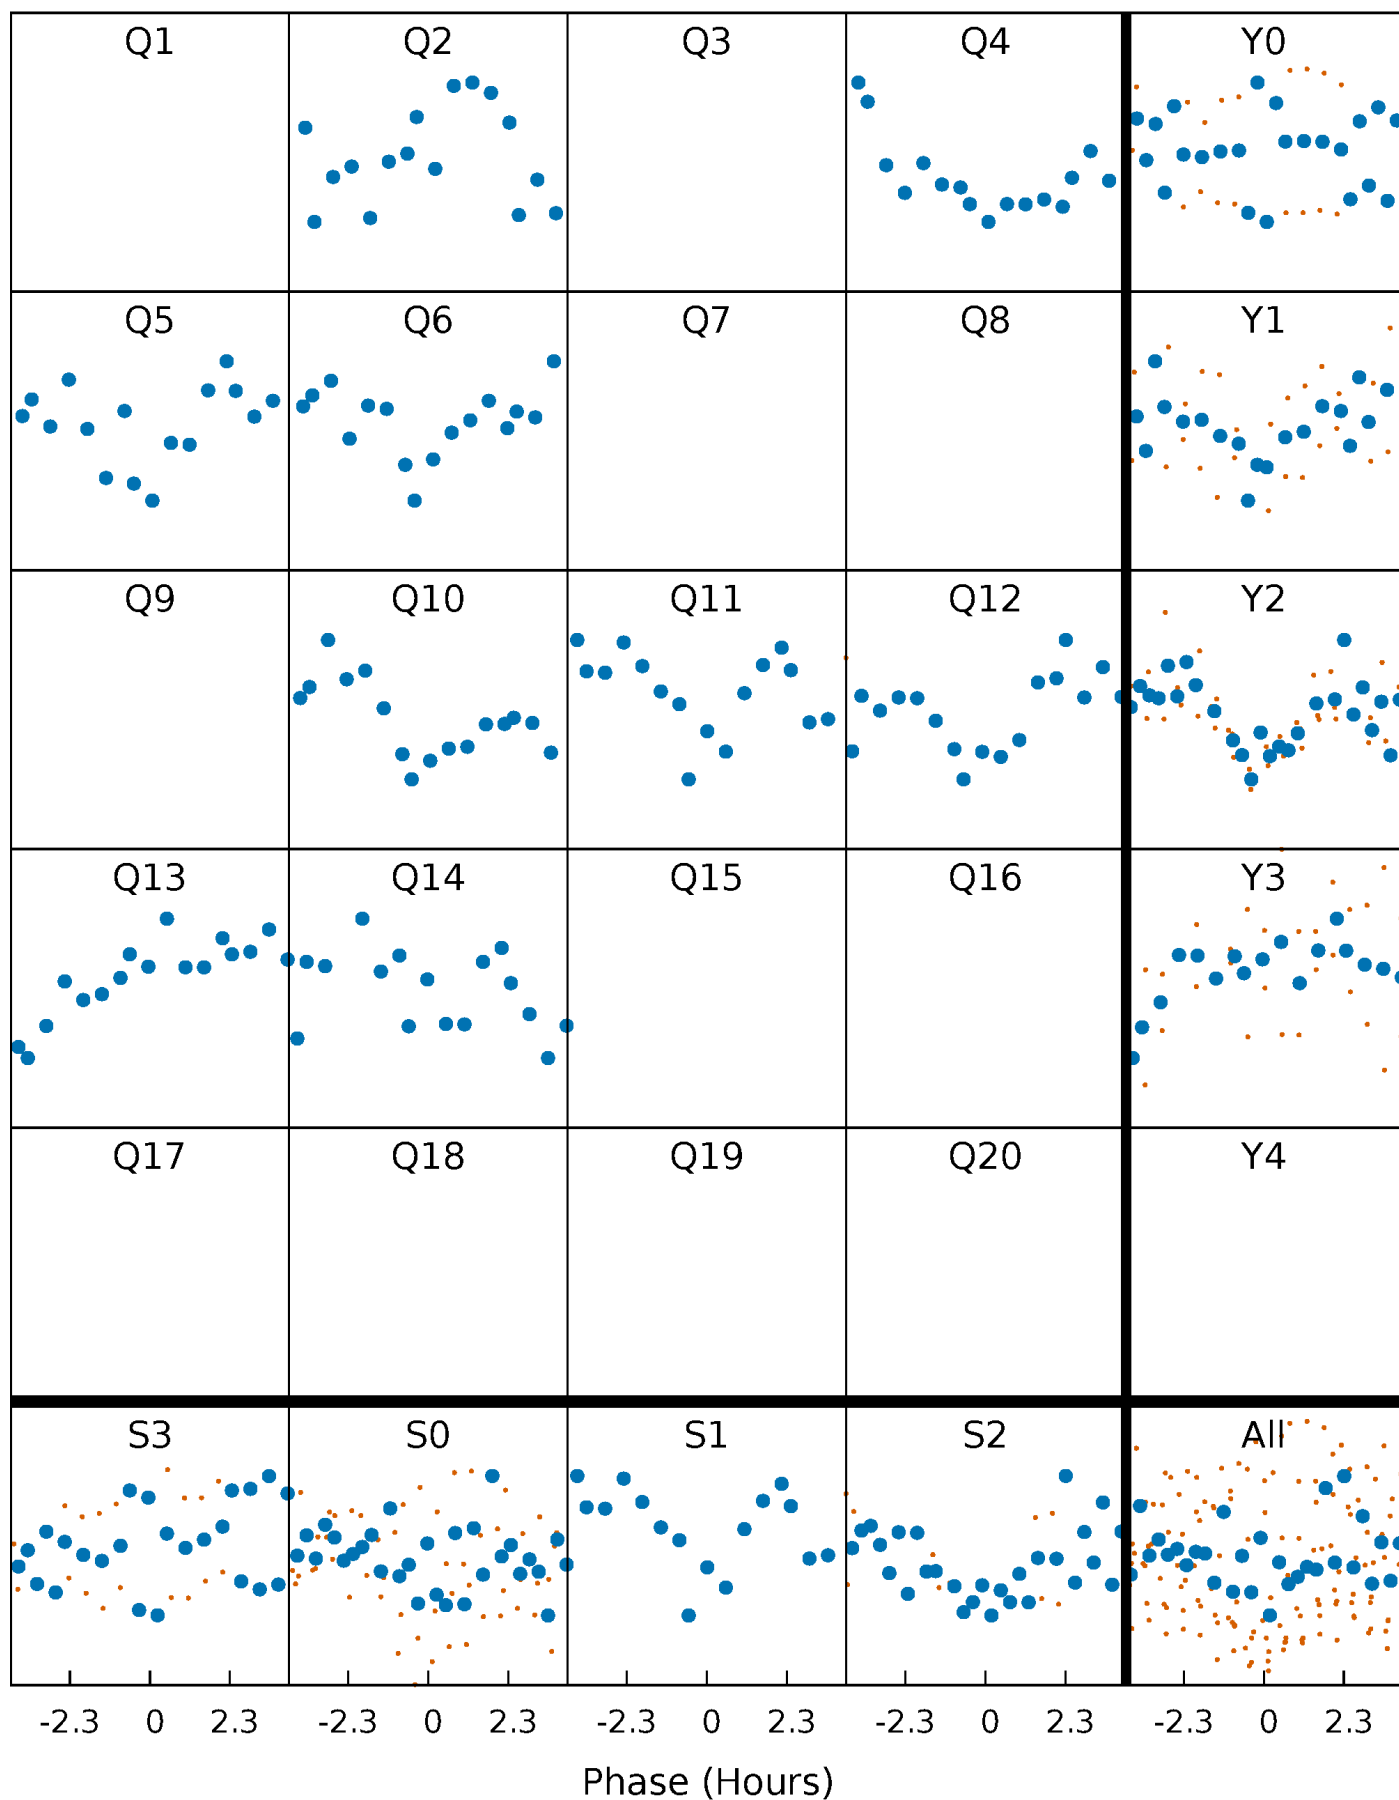 Q1 Q2 Q3 Q4 Y0
Q5 Q6 Q7 Q8 Y1
Q9 Q10 Q11 Q12 Y2
Q13 Q14 Q15 Q16 Y3
Q17 Q18 Q19 Q20 Y4
S3 S0 S1 S2 All
-2.3 0 2.3 -2.3 0 2.3 -2.3 0 2.3 -2.3 0 2.3 -2.3 0 2.3
Phase (Hours)